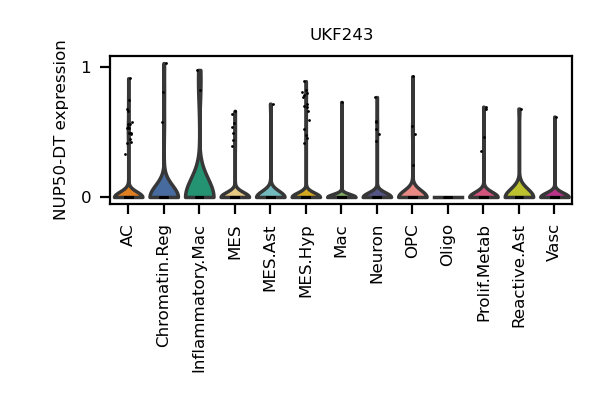 UKF243
NUP50-DT expression
1
0
AC
Chromatin.Reg
Inflammatory.Mac
MES
MES.Ast
MES.Hyp
Mac
Neuron
OPC
Oligo
Prolif.Metab
Reactive.Ast
Vasc